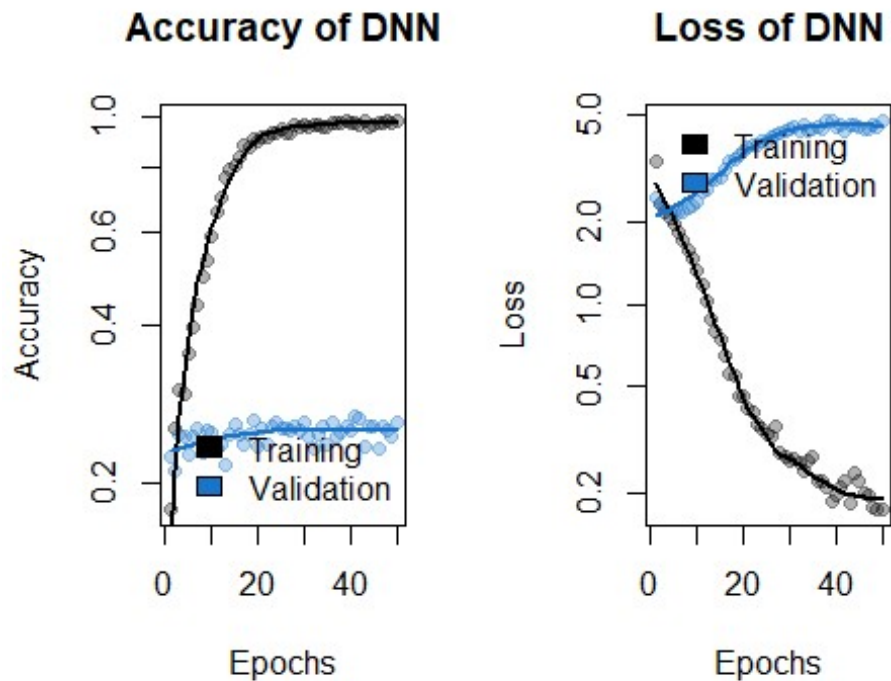 Accuracy of DNN
Accuracy
1.0
0.6
0.4
0.2
Training
Validation
0
20
40
Epochs
Loss of DNN
Loss
5.0
2.0
1.0
0.5
0.2
Training
Validation
0
20
40
Epochs